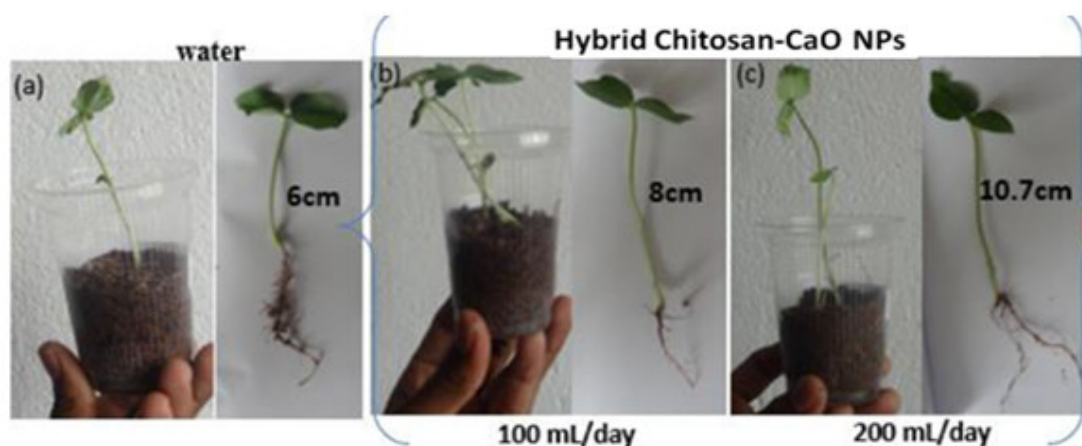 water
Hybrid Chitosan-CaO NPs
(a)
6cm
(b)
8cm
(c)
10.7cm
100 mL/day
200 mL/day